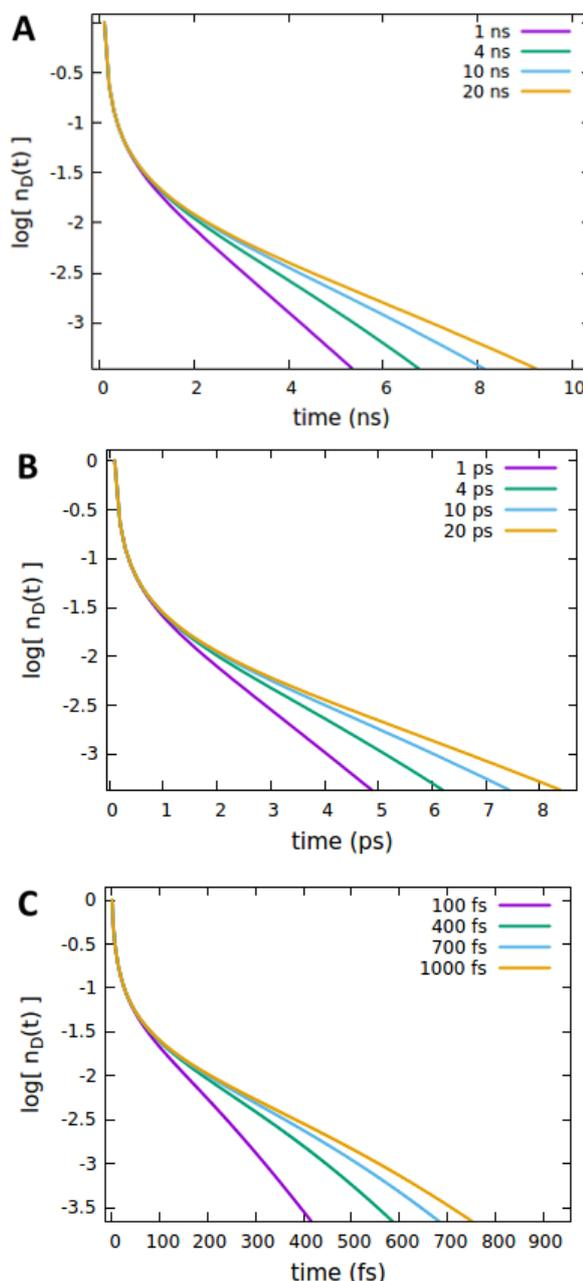 A
1 ns
4 ns
10 ns
20 ns
-0.5
-1
-1.5
-2
-2.5
-3
log[ n_D(t) ]
0 2 4 6 8 10
time (ns)
B
1 ps
4 ps
10 ps
20 ps
0
-0.5
-1
-1.5
-2
-2.5
-3
log[ n_D(t) ]
0 1 2 3 4 5 6 7 8
time (ps)
C
100 fs
400 fs
700 fs
1000 fs
0
-0.5
-1
-1.5
-2
-2.5
-3
-3.5
log[ n_D(t) ]
0 100 200 300 400 500 600 700 800 900
time (fs)